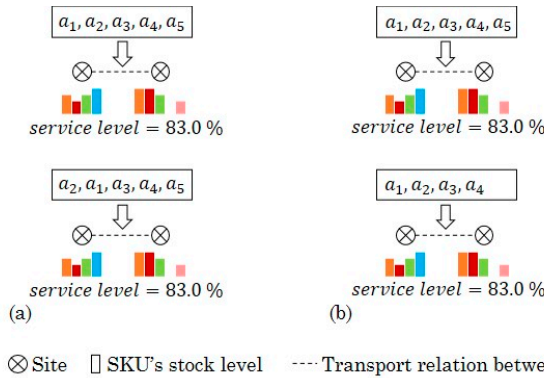 a₁, a₂, a₃, a₄, a₅
service level = 83.0 %
a₂, a₁, a₃, a₄, a₅
service level = 83.0 %
(a)
a₁, a₂, a₃, a₄, a₅
service level = 83.0 %
a₁, a₂, a₃, a₄
service level = 83.0 %
(b)
Site SKU's stock level Transport relation betwe